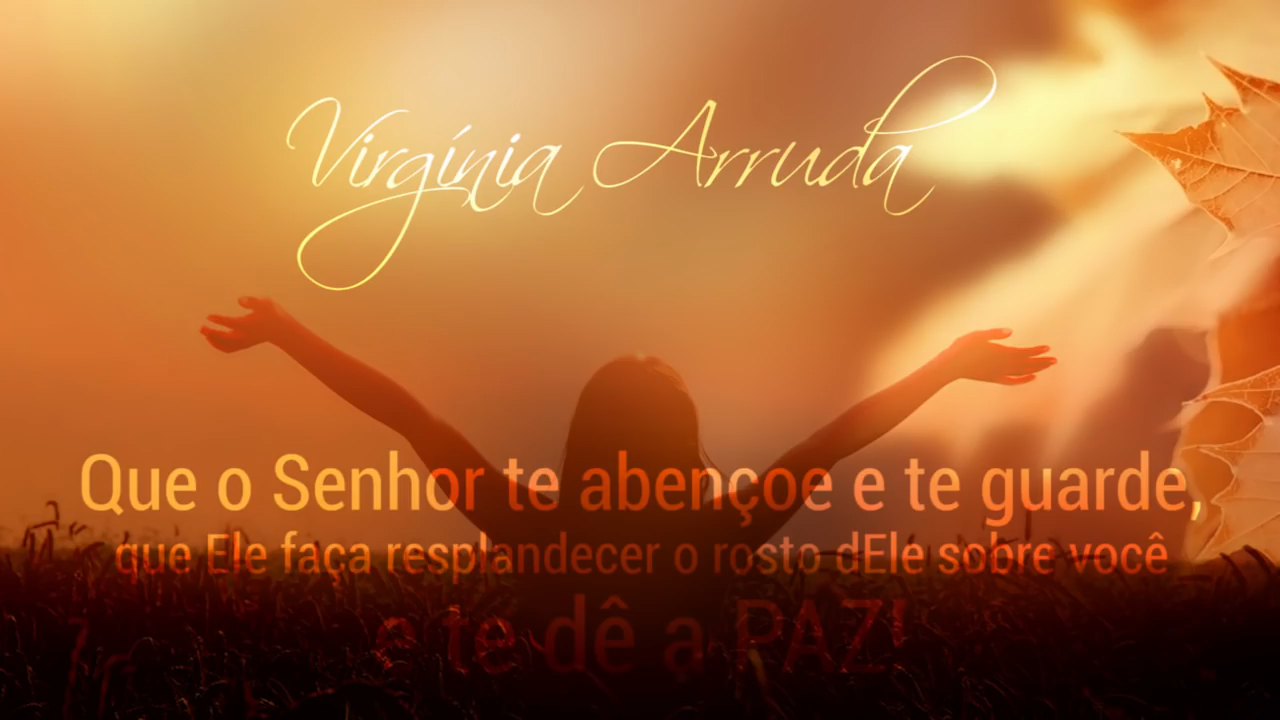 Virgínia Arruda
Que o Senhor te abençoe e te guarde,
que Ele faça resplandecer o rosto dEle sobre você
e te dê a PAZ!